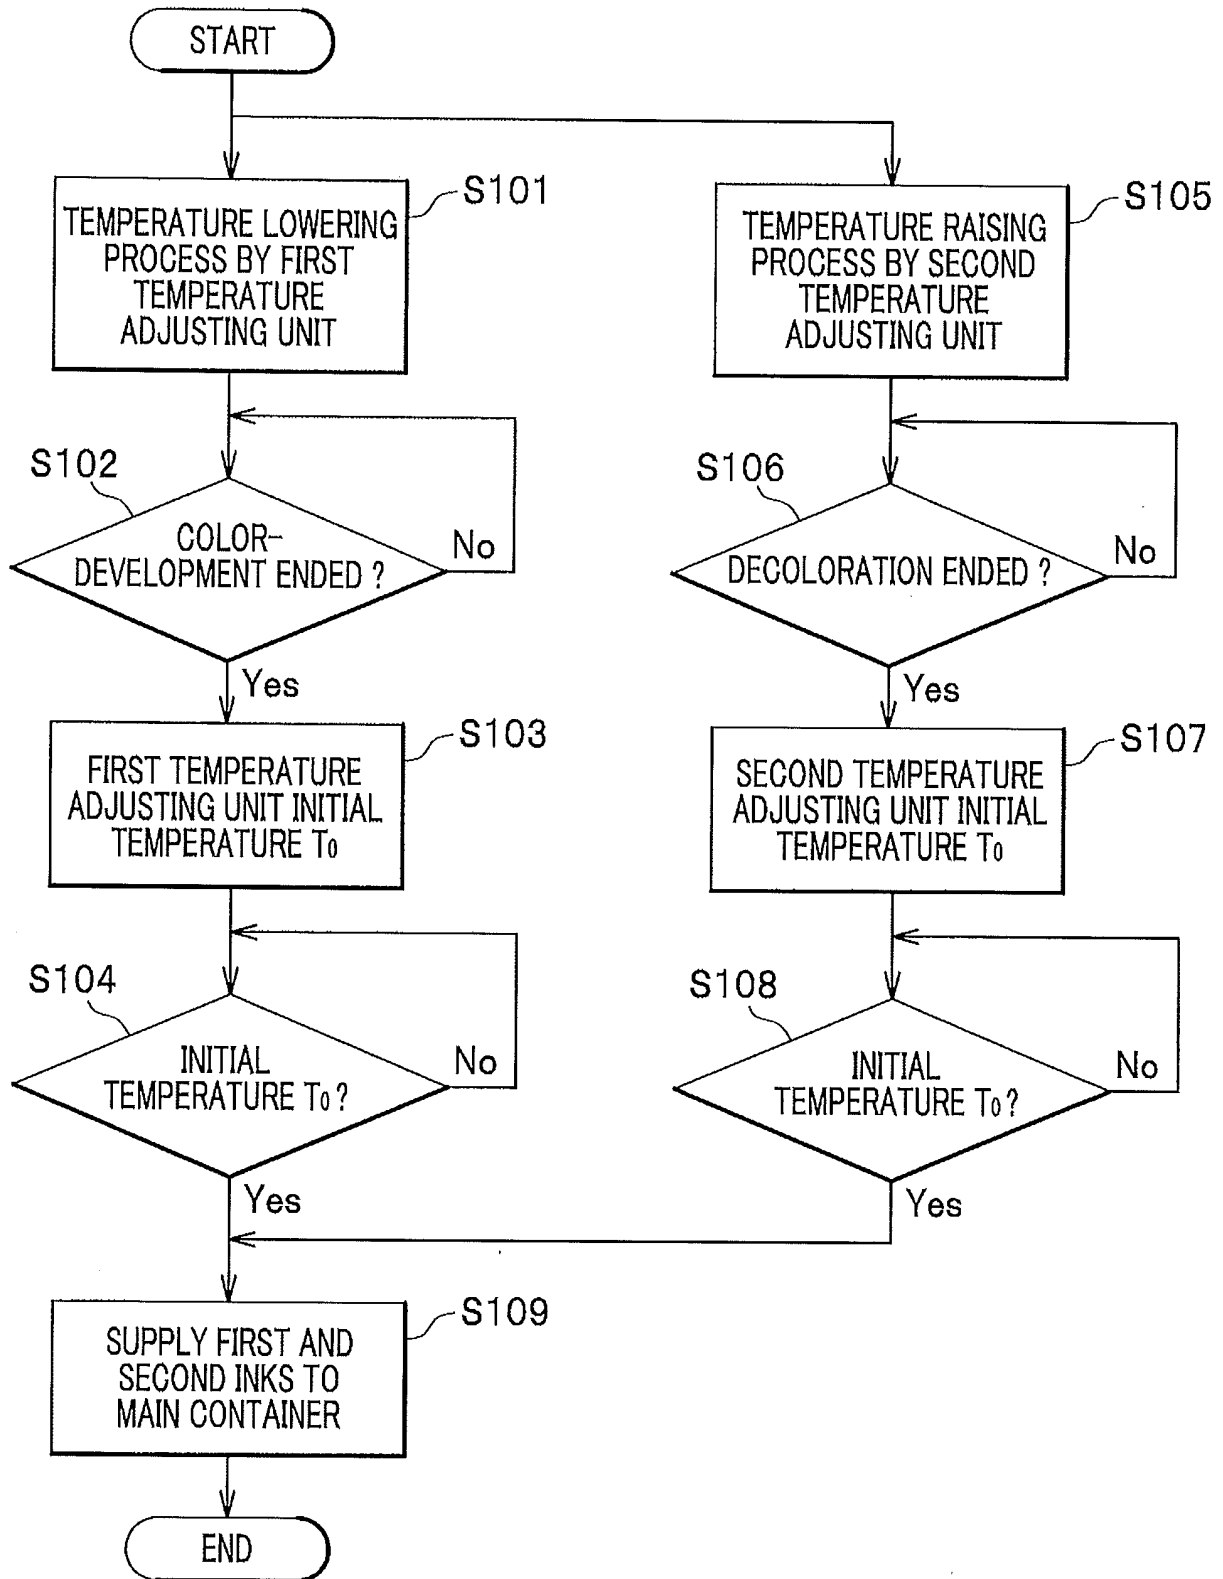 START
S101
TEMPERATURE LOWERING
PROCESS BY FIRST
TEMPERATURE
ADJUSTING UNIT
S105
TEMPERATURE RAISING
PROCESS BY SECOND
TEMPERATURE
ADJUSTING UNIT
S102
COLOR-
DEVELOPMENT ENDED ?
No
Yes
S106
DECOLORATION ENDED ?
No
Yes
S103
FIRST TEMPERATURE
ADJUSTING UNIT INITIAL
TEMPERATURE T0
S107
SECOND TEMPERATURE
ADJUSTING UNIT INITIAL
TEMPERATURE T0
S104
INITIAL
TEMPERATURE T0 ?
No
Yes
S108
INITIAL
TEMPERATURE T0 ?
No
Yes
S109
SUPPLY FIRST AND
SECOND INKS TO
MAIN CONTAINER
END